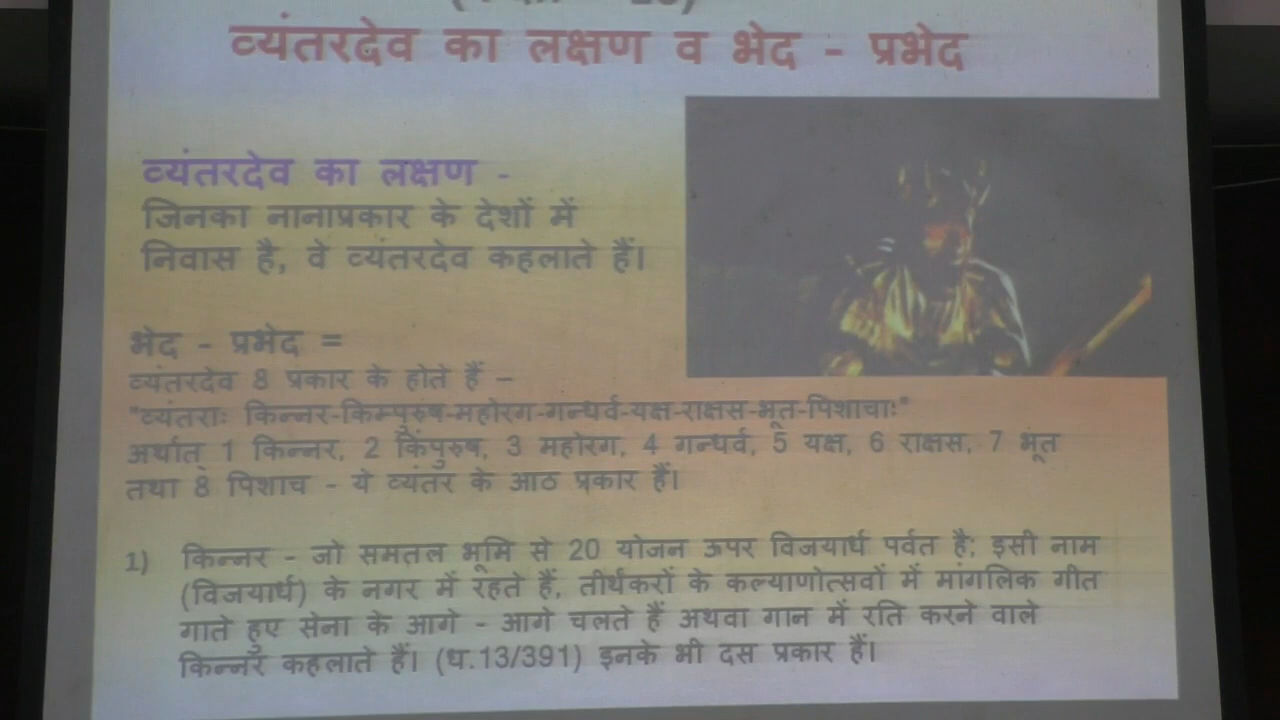 व्यंतरदेव का लक्षण व भेद - प्रभेद
व्यंतरदेव का लक्षण -
जिनका नानाप्रकार के देशों में
निवास है, वे व्यंतरदेव कहलाते हैं।
भेद - प्रभेद =
व्यंतरदेव 8 प्रकार के होते हैं –
"व्यंतराः किन्नर-किम्पुरुष-महोरग-गन्धर्व-यक्ष-राक्षस-भूत-पिशाचाः"
अर्थात् 1 किन्नर, 2 किंपुरुष, 3 महोरग, 4 गन्धर्व, 5 यक्ष, 6 राक्षस, 7 भूत
तथा 8 पिशाच - ये व्यंतर के आठ प्रकार हैं।
1) किन्नर - जो समतल भूमि से 20 योजन ऊपर विजयार्ध पर्वत है; इसी नाम
(विजयार्ध) के नगर में रहते हैं, तीर्थकरों के कल्याणोत्सवों में मांगलिक गीत
गाते हुए सेना के आगे - आगे चलते हैं अथवा गान में रति करने वाले
किन्नर कहलाते हैं। (ध.13/391) इनके भी दस प्रकार हैं।